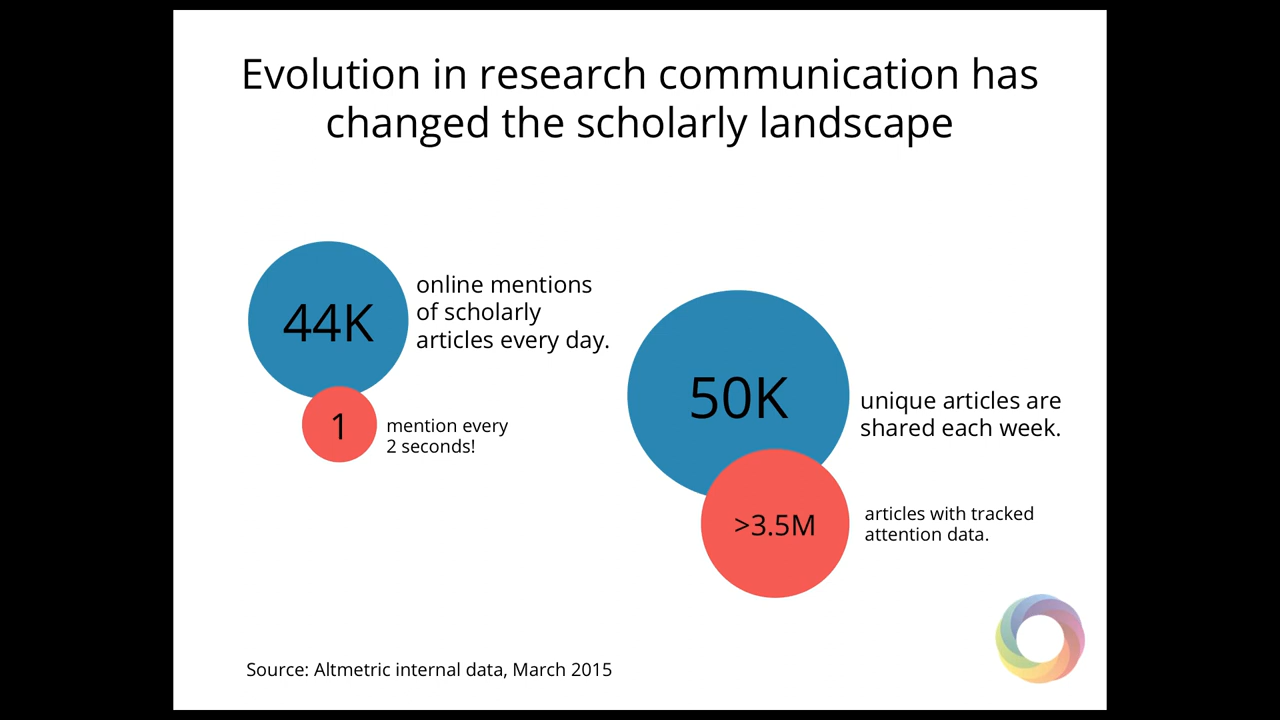 Evolution in research communication has
changed the scholarly landscape
44K
online mentions
of scholarly
articles every day.
1
mention every
2 seconds!
50K
unique articles are
shared each week.
>3.5M
articles with tracked
attention data.
Source: Altmetric internal data, March 2015